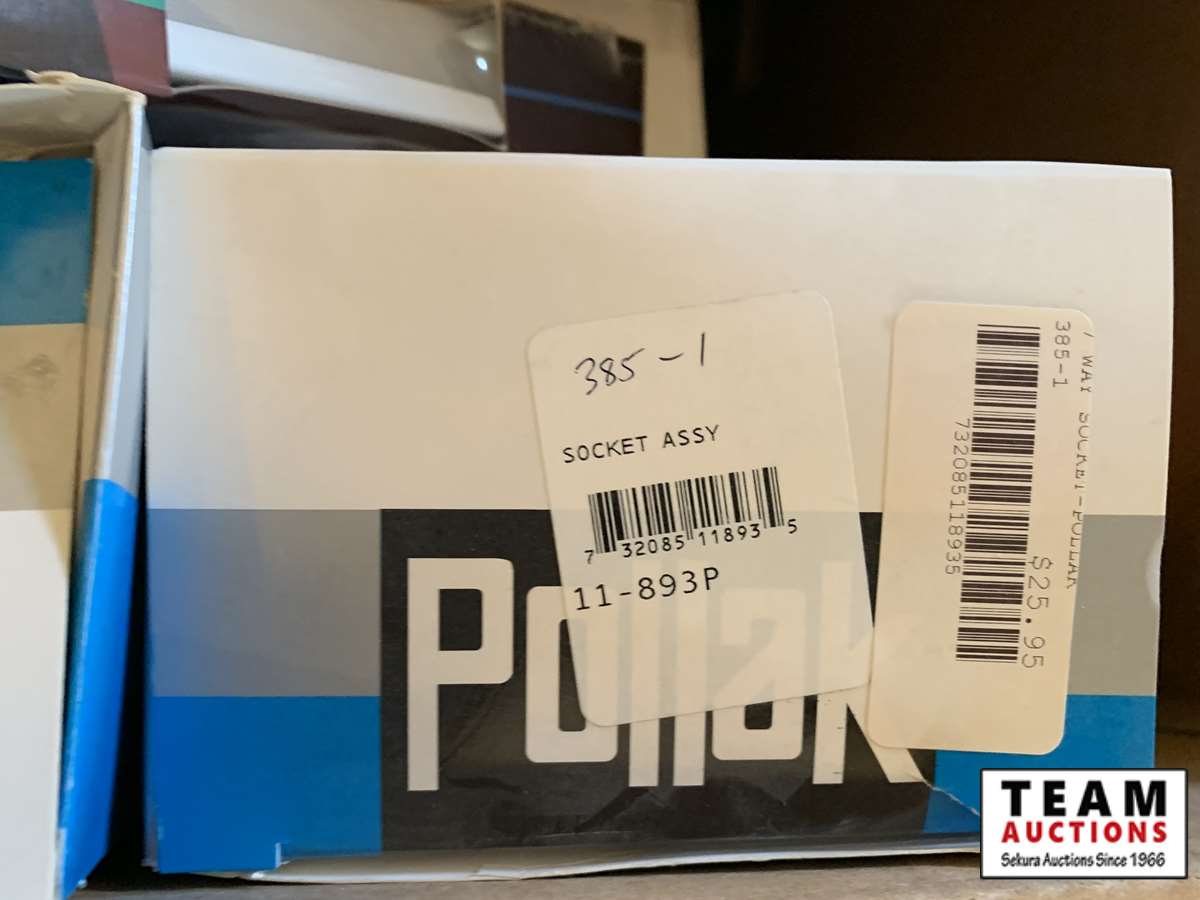 385-1
SOCKET ASSY
7 32085 11893 5
11-893P
Pollak
7 WAY SOCKET-POLLAK
385-1
732085118935
$25.95
TEAM
AUCTIONS
Sekura Auctions Since 1966